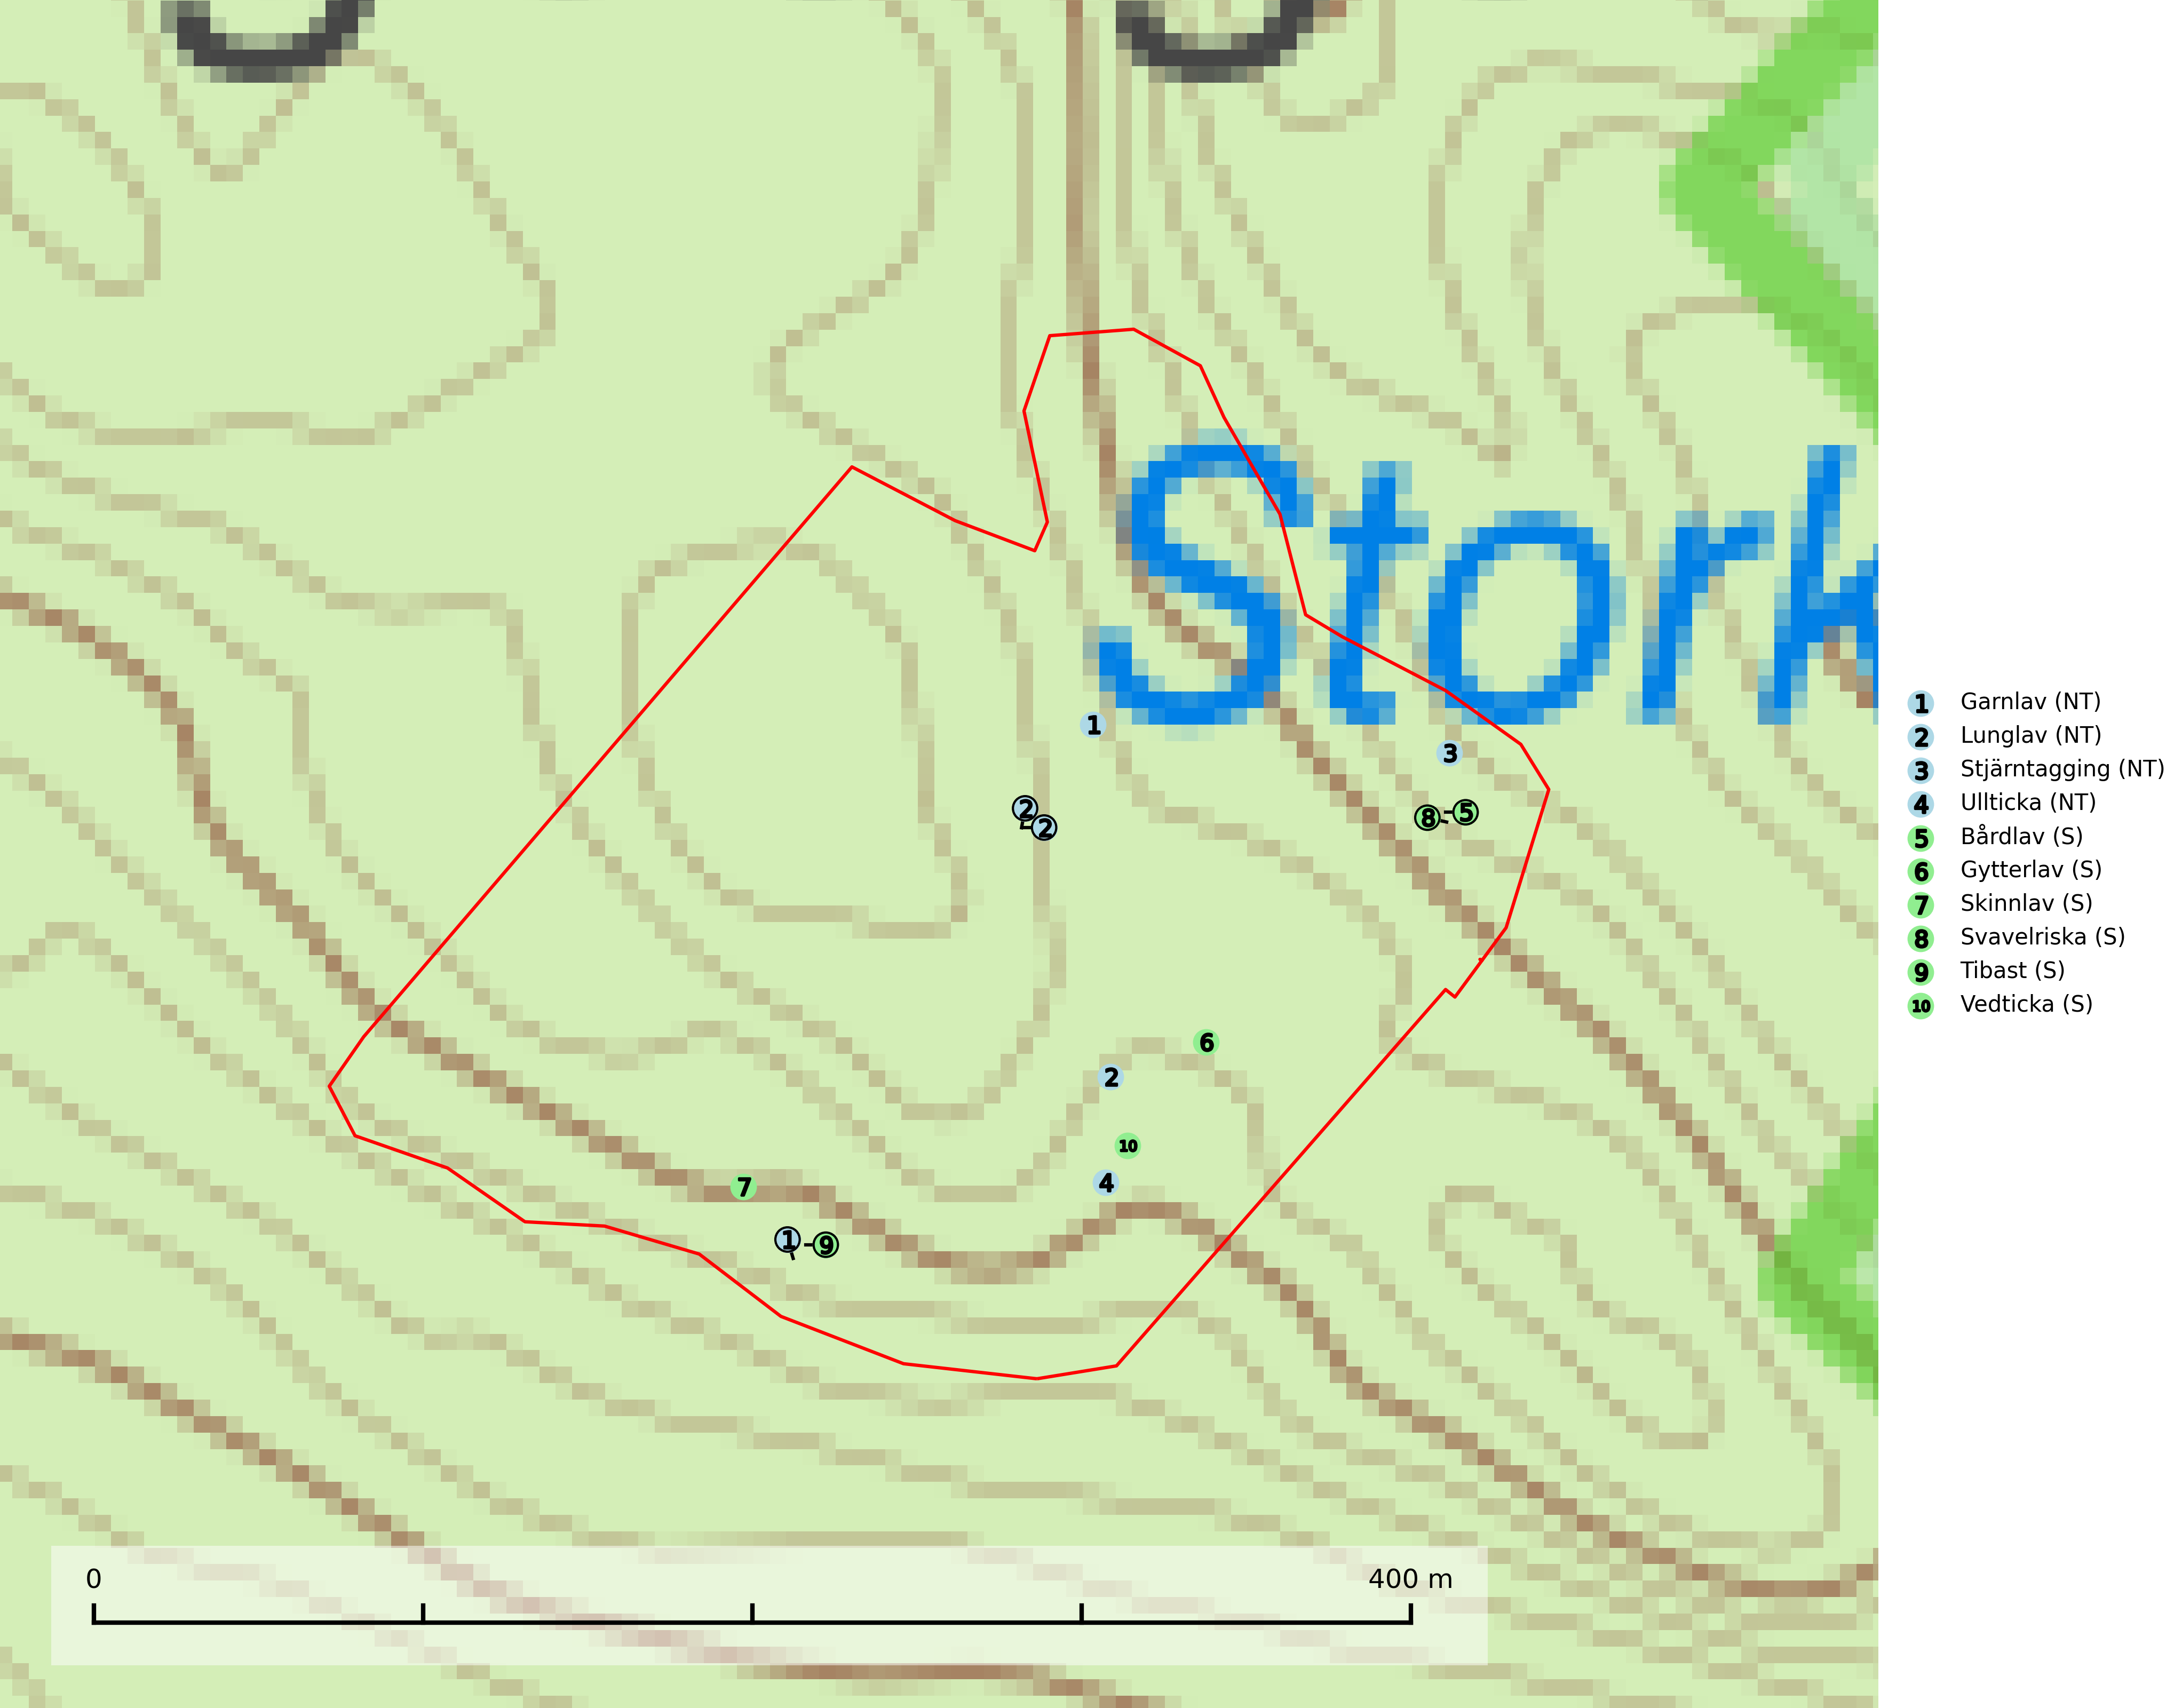 Stork
1
3
2
2
8
5
6
2
10
4
7
1
9
0
400 m
1 Garnlav (NT)
2 Lunglav (NT)
3 Stjärntagging (NT)
4 Ullticka (NT)
5 Bårdlav (S)
6 Gytterlav (S)
7 Skinnlav (S)
8 Svavelriska (S)
9 Tibast (S)
10 Vedticka (S)